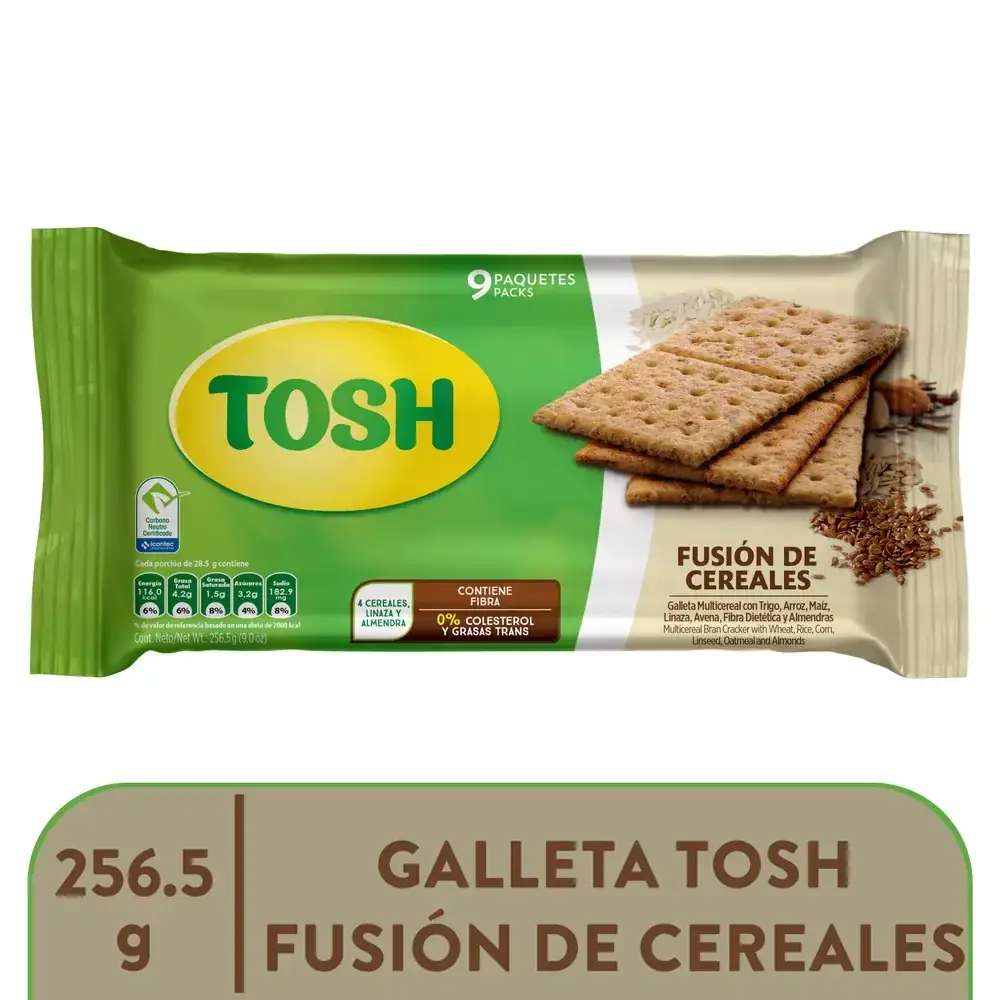 9 PAQUETES
PACKS
TOSH
Carbono
Neutro
Certificado
icontec
Cada porción de 28.5 g contiene
Energía
116,0
kcal
6%
Grasa
Total
4,2g
6%
Grasa
Saturada
1,5g
8%
Azúcares
3,2g
4%
Sodio
182.9
mg
8%
% de valor de referencia basado en una dieta de 2000 kcal
Cont. Neto/Net WT.: 256.5 g (9.0 oz)
4 CEREALES,
LINAZA Y
ALMENDRA
CONTIENE
FIBRA
0% COLESTEROL
Y GRASAS TRANS
FUSIÓN DE
CEREALES
Galleta Multicereal con Trigo, Arroz, Maíz,
Linaza, Avena, Fibra Dietética y Almendras
Multicereal Bran Cracker with Wheat, Rice, Corn,
Linseed, Oatmeal and Almonds
256.5
g
GALLETA TOSH
FUSIÓN DE CEREALES